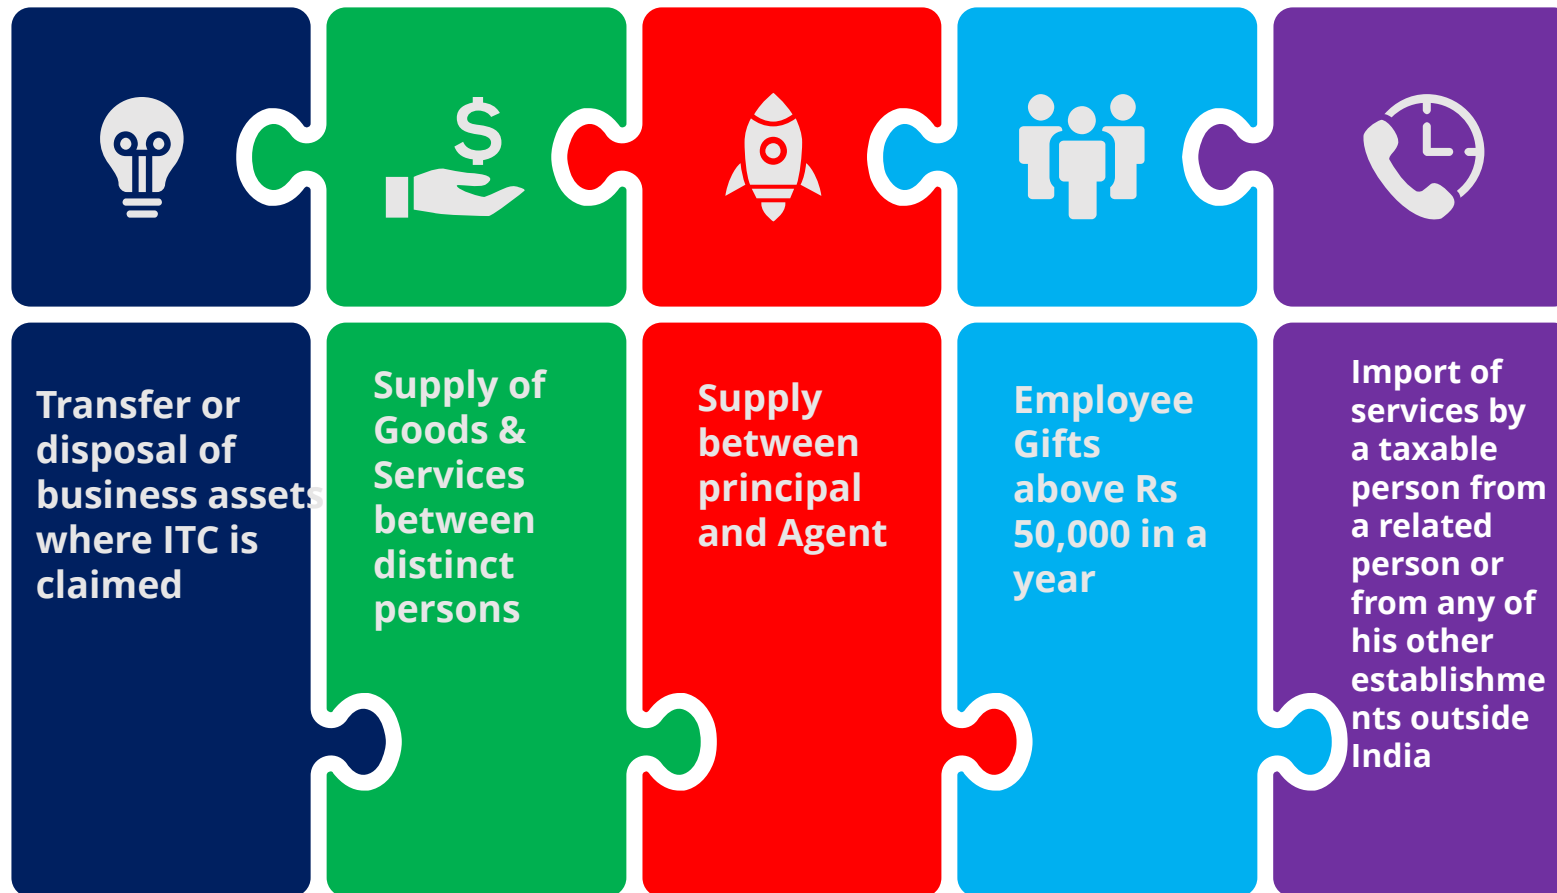 Transfer or
disposal of
business assets
where ITC is
claimed
Supply of
Goods &
Services
between
distinct
persons
Supply
between
principal
and Agent
Employee
Gifts
above Rs
50,000 in a
year
Import of
services by
a taxable
person from
a related
person or
from any of
his other
establishme
nts outside
India